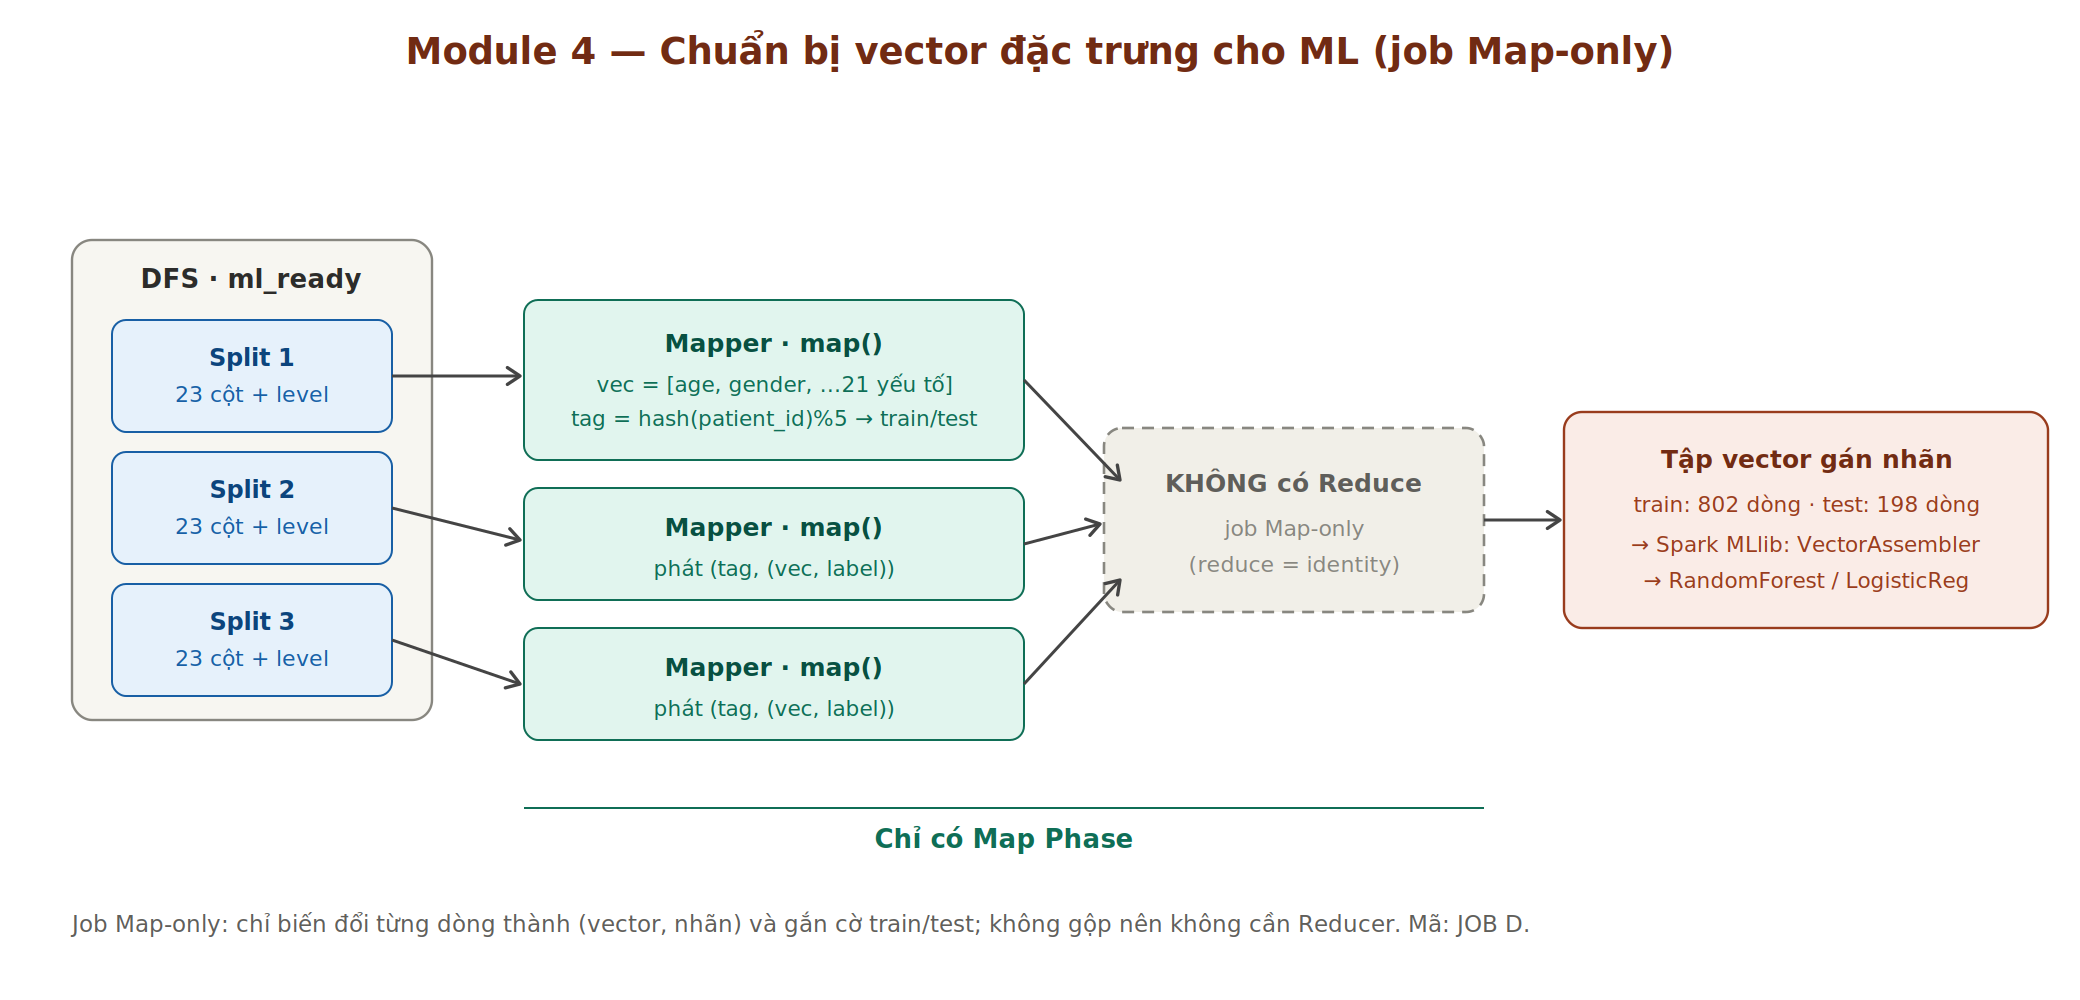 Module 4 — Chuẩn bị vector đặc trưng cho ML (job Map-only)
DFS · ml_ready
Split 1
23 cột + level
Split 2
23 cột + level
Split 3
23 cột + level
Mapper · map()
vec = [age, gender, …21 yếu tố]
tag = hash(patient_id)%5 → train/test
Mapper · map()
phát (tag, (vec, label))
Mapper · map()
phát (tag, (vec, label))
KHÔNG có Reduce
job Map-only
(reduce = identity)
Tập vector gán nhãn
train: 802 dòng · test: 198 dòng
→ Spark MLlib: VectorAssembler
→ RandomForest / LogisticReg
Chỉ có Map Phase
Job Map-only: chỉ biến đổi từng dòng thành (vector, nhãn) và gắn cờ train/test; không gộp nên không cần Reducer. Mã: JOB D.